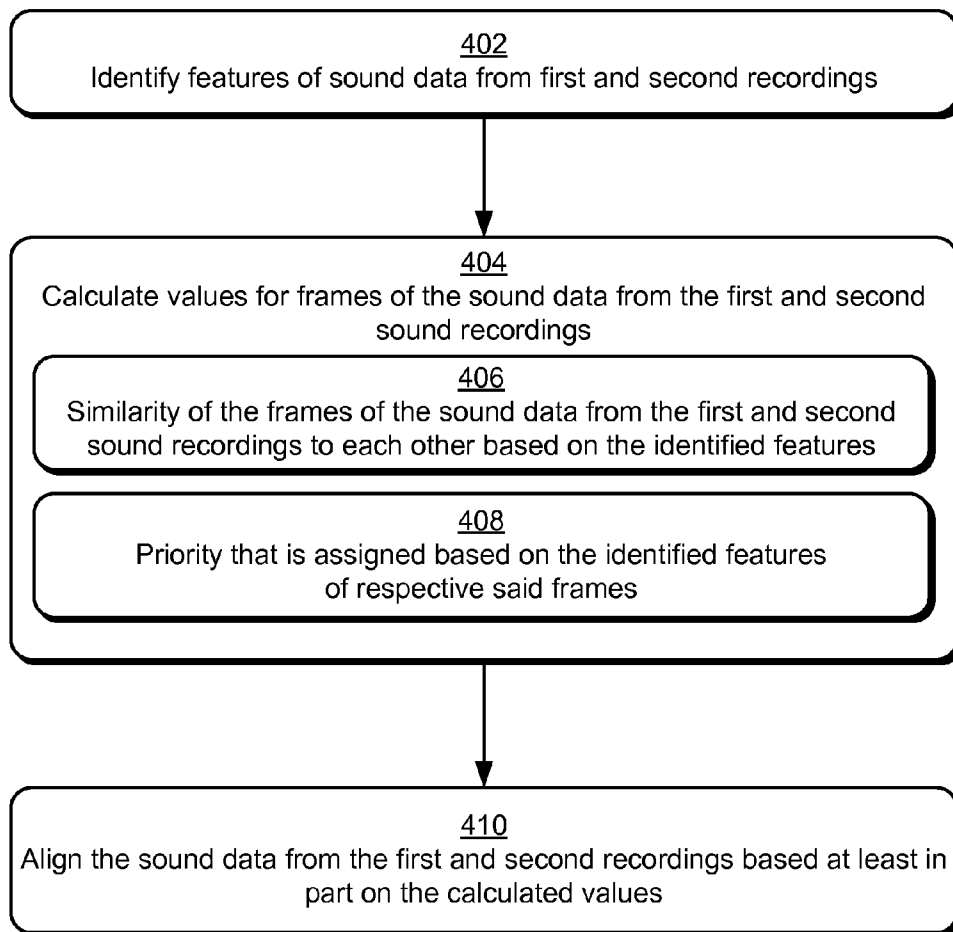 402
Identify features of sound data from first and second recordings
404
Calculate values for frames of the sound data from the first and second
sound recordings
406
Similarity of the frames of the sound data from the first and second
sound recordings to each other based on the identified features
408
Priority that is assigned based on the identified features
of respective said frames
410
Align the sound data from the first and second recordings based at least in
part on the calculated values